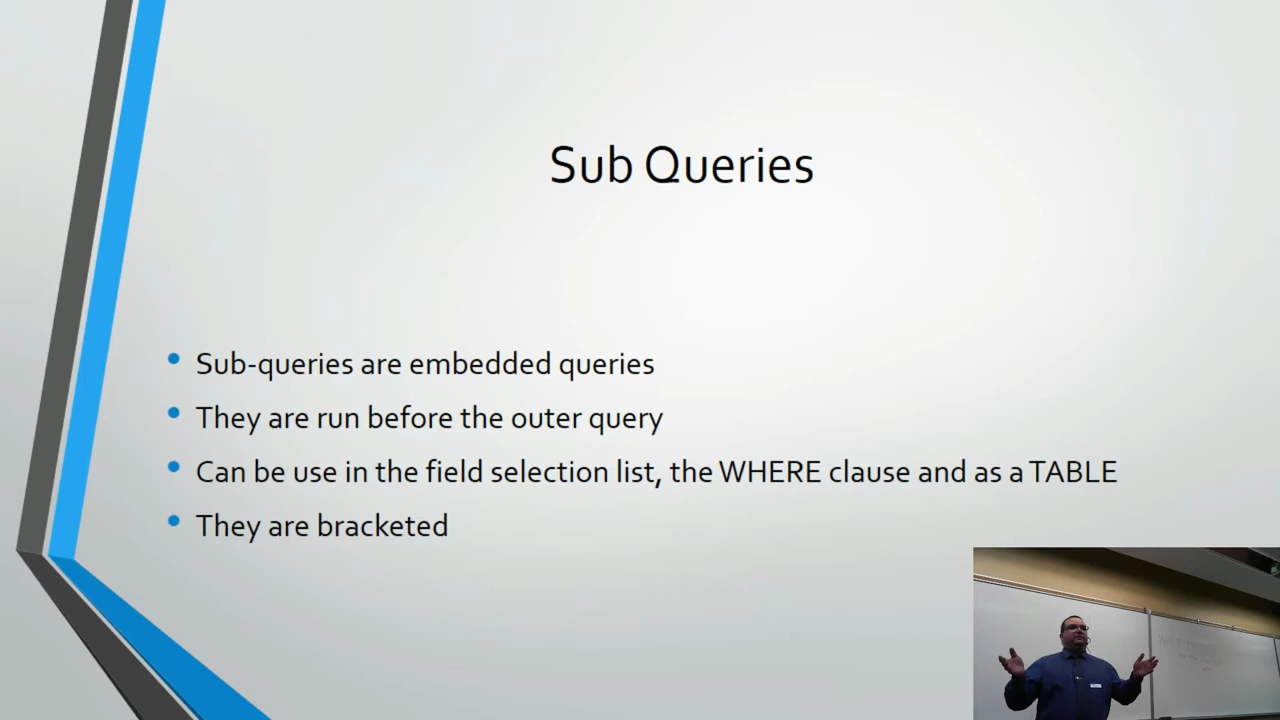 Sub Queries
Sub-queries are embedded queries
They are run before the outer query
Can be use in the field selection list, the WHERE clause and as a TABLE
They are bracketed